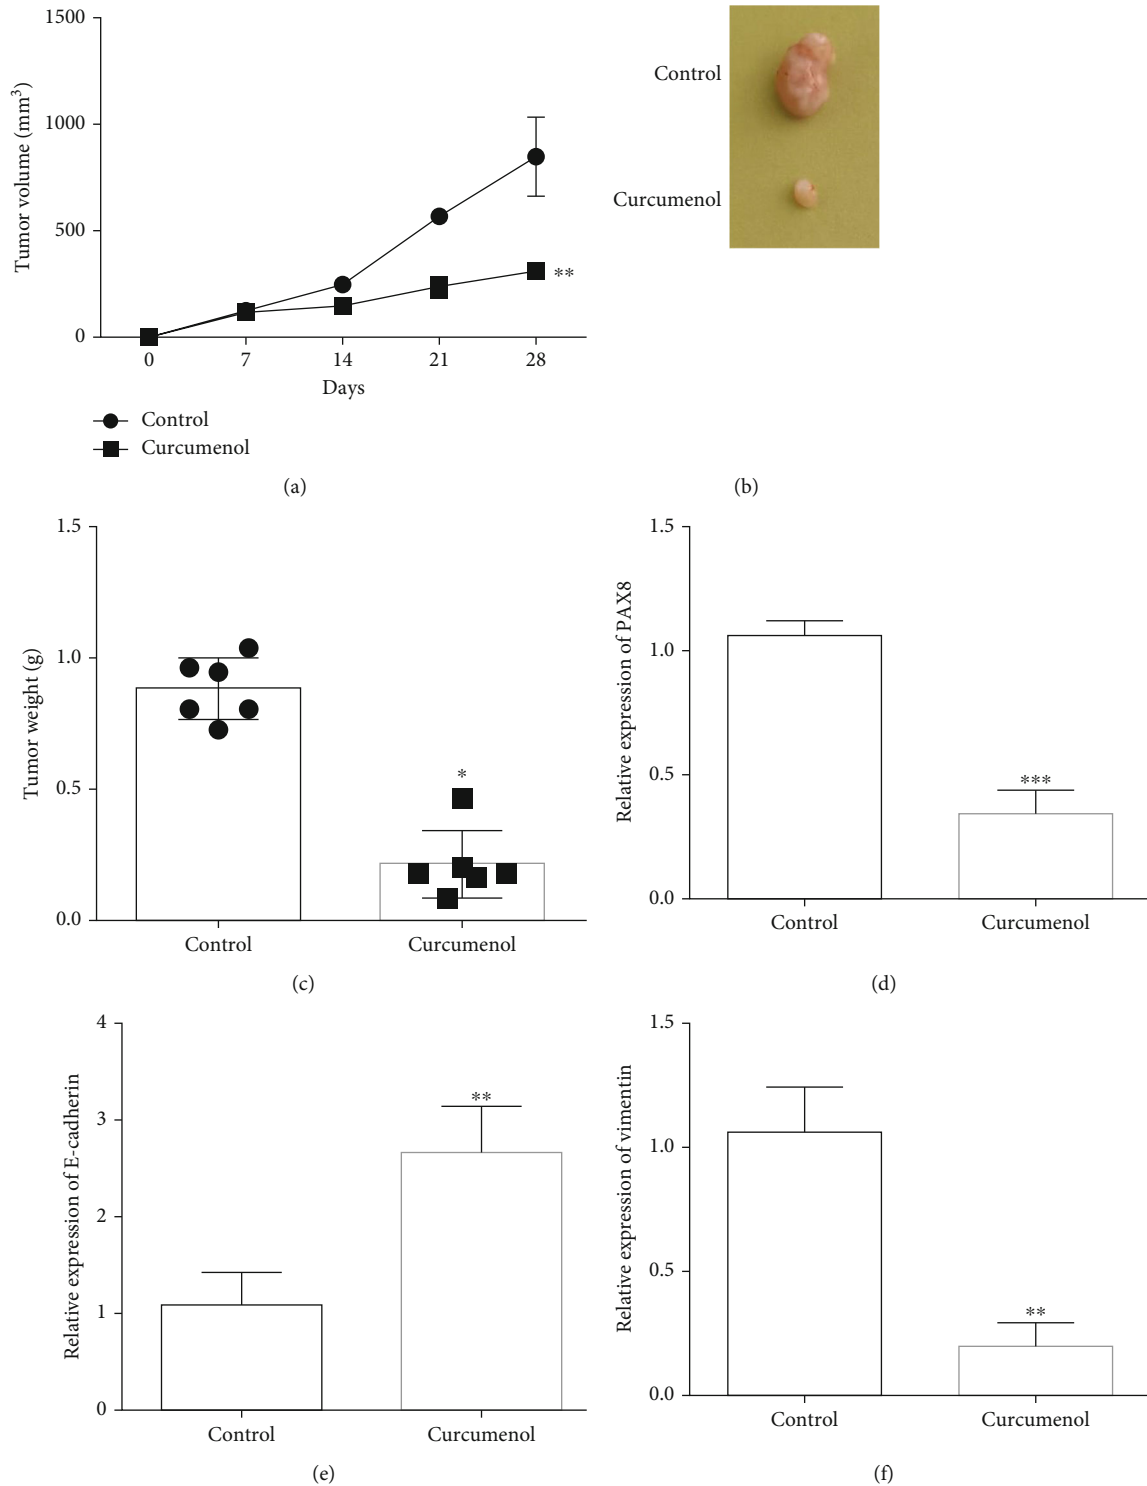 1500
1000
500
0
Tumor volume (mm³)
0 7 14 21 28
Days
**
Control
Curcumenol
(a)
Control
Curcumenol
(b)
1.5
1.0
0.5
0.0
Tumor weight (g)
*
Control Curcumenol
(c)
1.5
1.0
0.5
0.0
Relative expression of PAX8
***
Control Curcumenol
(d)
4
3
2
1
0
Relative expression of E-cadherin
**
Control Curcumenol
(e)
1.5
1.0
0.5
0.0
Relative expression of vimentin
**
Control Curcumenol
(f)